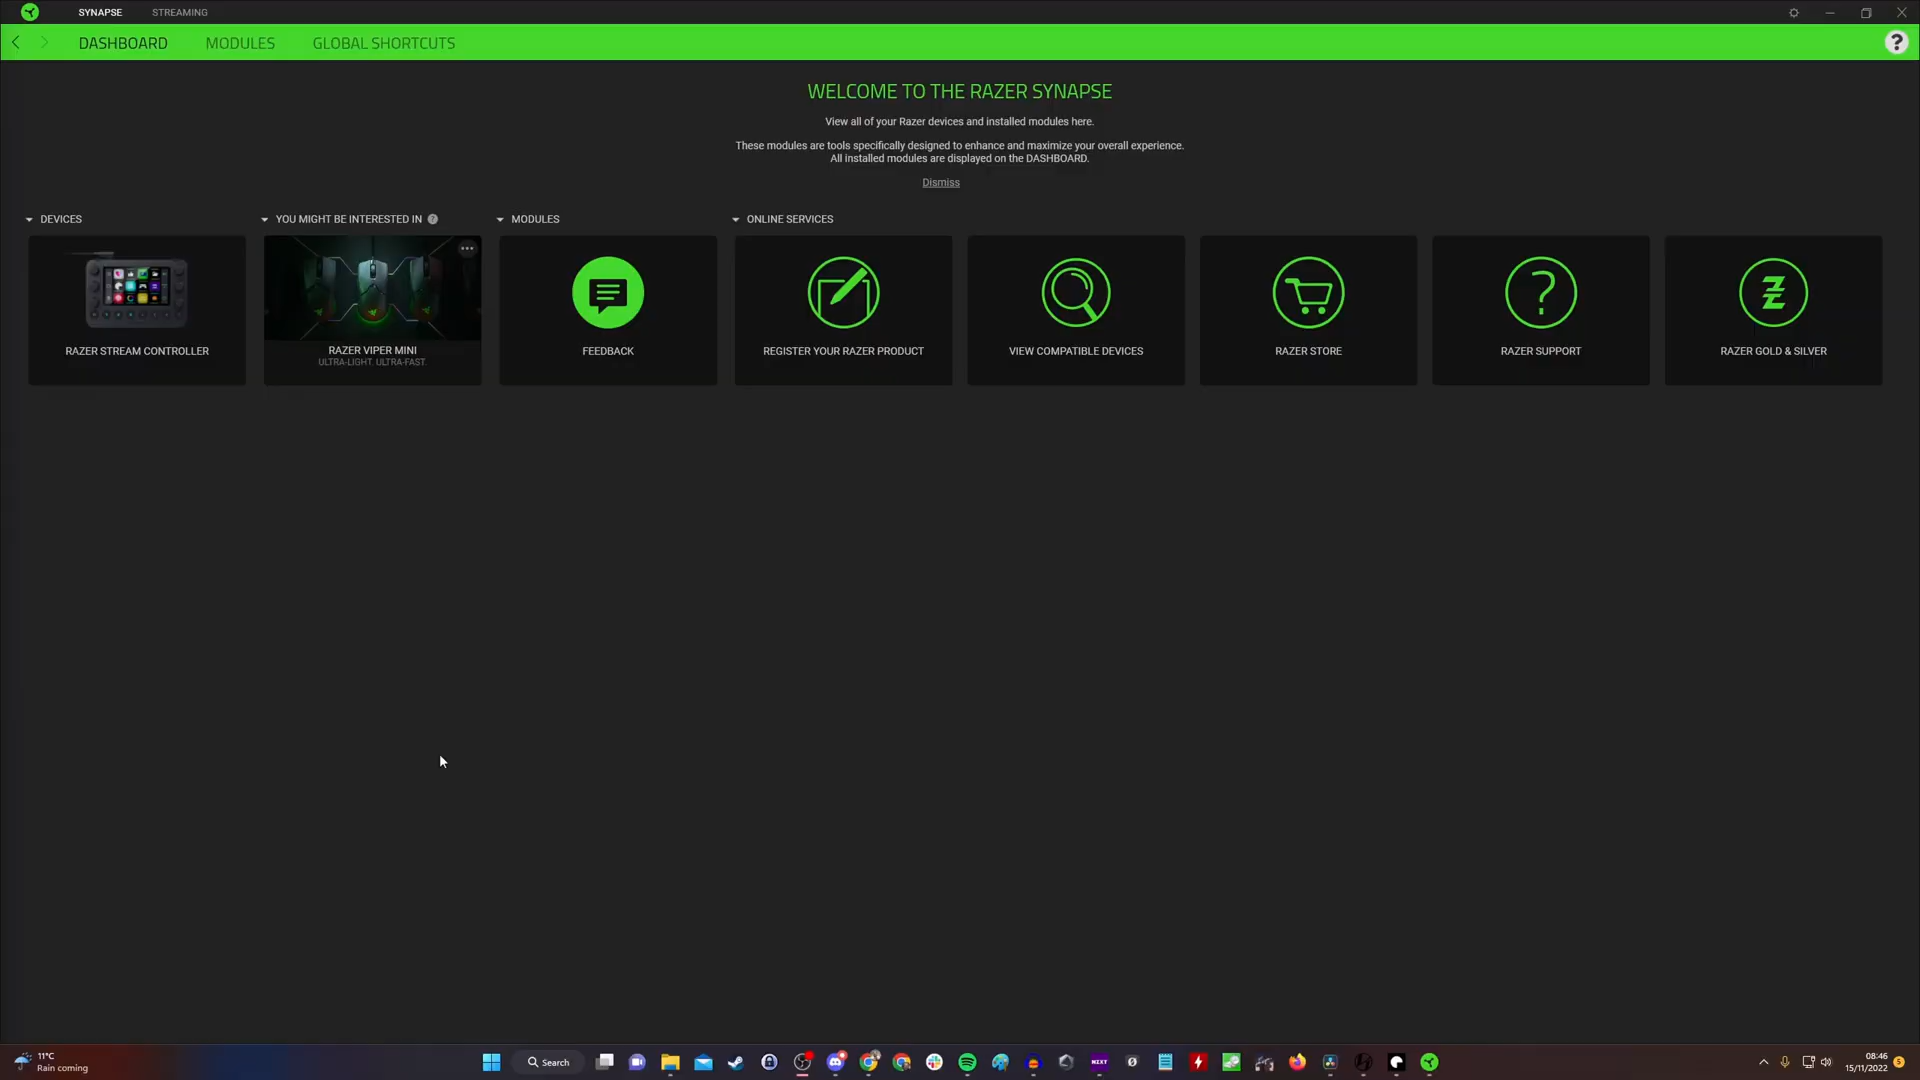 SYNAPSE STREAMING
DASHBOARD MODULES GLOBAL SHORTCUTS ?
WELCOME TO THE RAZER SYNAPSE
View all of your Razer devices and installed modules here.
These modules are tools specifically designed to enhance and maximize your overall experience.
All installed modules are displayed on the DASHBOARD.
Dismiss
DEVICES
YOU MIGHT BE INTERESTED IN ?
MODULES
ONLINE SERVICES
RAZER STREAM CONTROLLER
RAZER VIPER MINI
ULTRA-LIGHT. ULTRA-FAST.
FEEDBACK
REGISTER YOUR RAZER PRODUCT
VIEW COMPATIBLE DEVICES
RAZER STORE
RAZER SUPPORT
RAZER GOLD & SILVER
11°C
Rain coming
Search
NZXT
08:46
15/11/2022
5